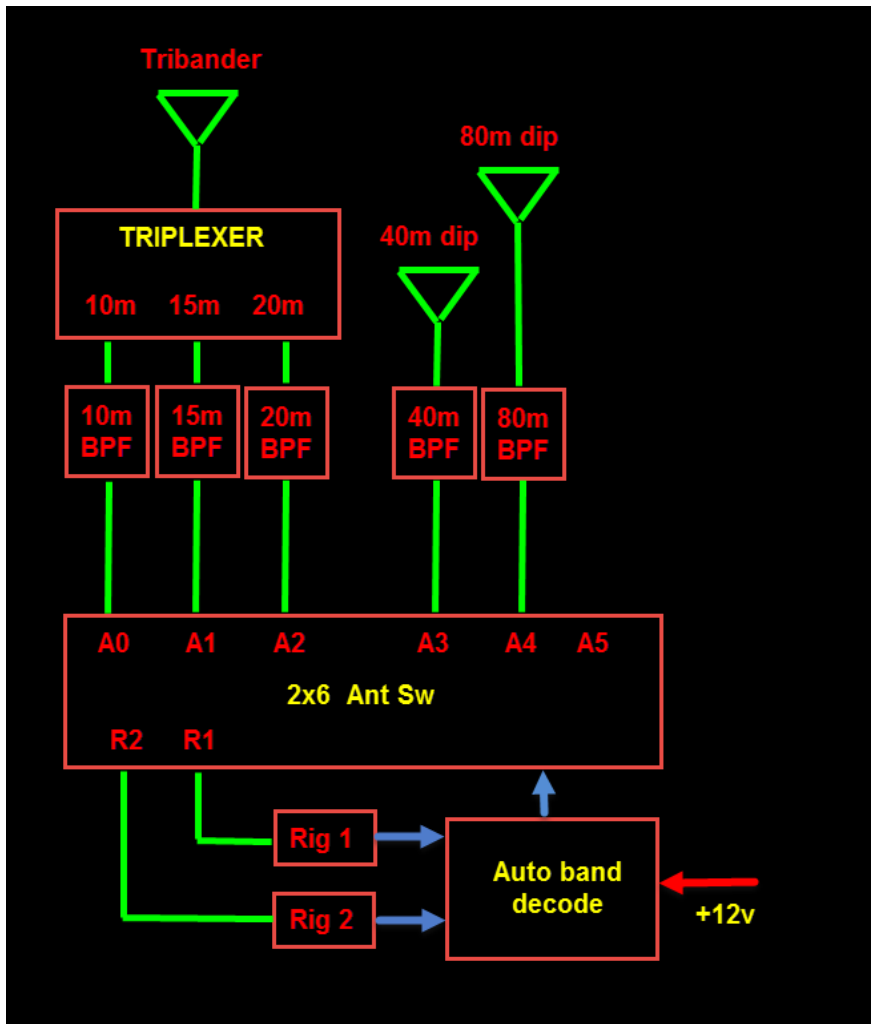 Tribander
80m dip
TRIPLEXER
40m dip
10m 15m 20m
10m
BPF
15m
BPF
20m
BPF
40m
BPF
80m
BPF
A0 A1 A2 A3 A4 A5
2x6 Ant Sw
R2 R1
Rig 1
Auto band
decode
Rig 2
+12v